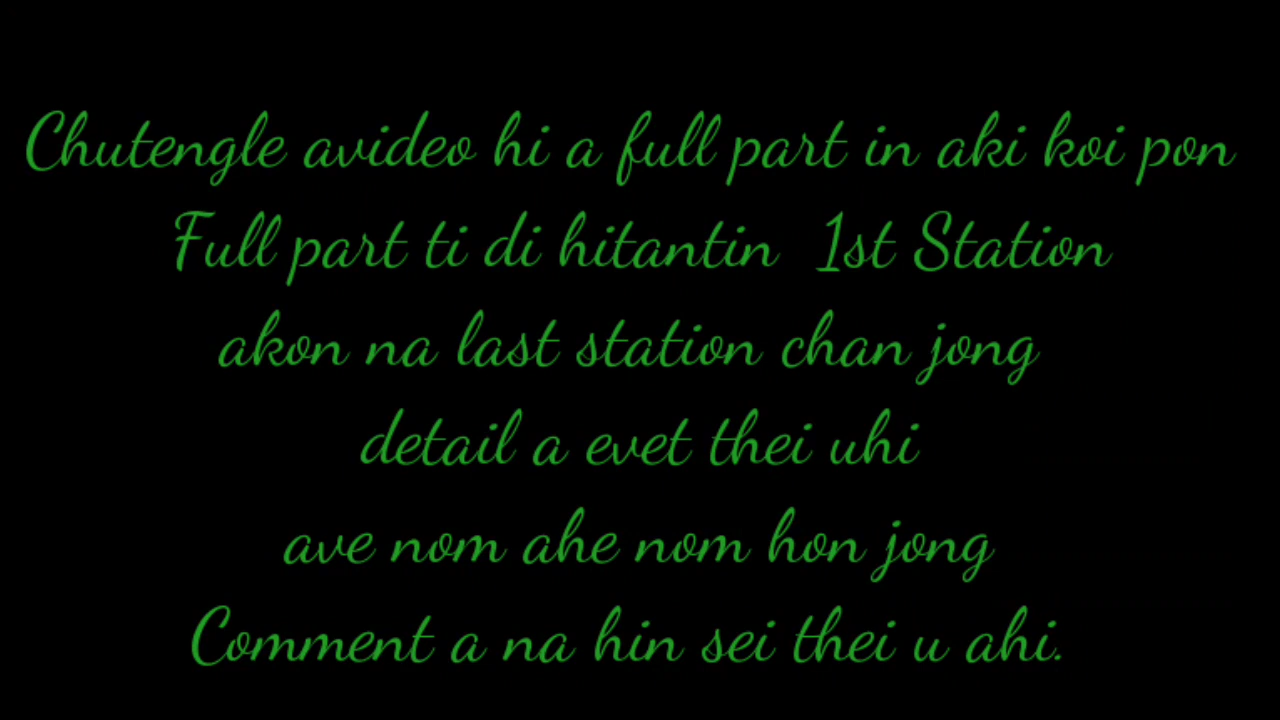 Chutengle avideo hi a full part in aki koi pon
Full part ti di hitantin 1st Station
akon na last station chan jong
detail a evet thei uhi
ave nom ahe nom hon jong
Comment a na hin sei thei u ahi.